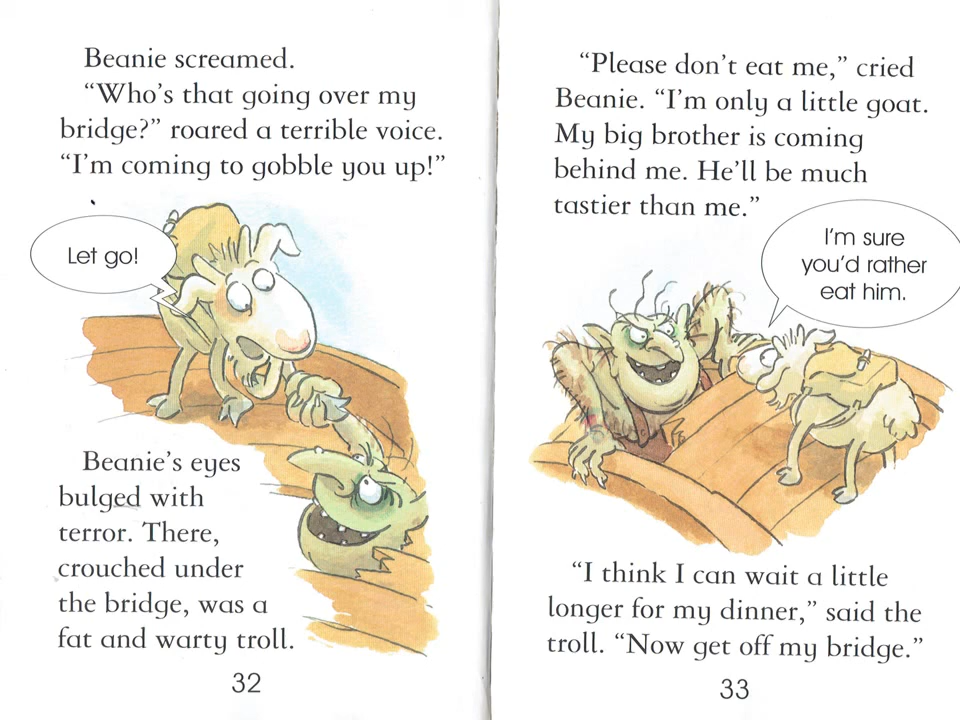 Beanie screamed.
“Who’s that going over my
bridge?” roared a terrible voice.
“I’m coming to gobble you up!”
Let go!
Beanie’s eyes
bulged with
terror. There,
crouched under
the bridge, was a
fat and warty troll.
32
“Please don’t eat me,” cried
Beanie. “I’m only a little goat.
My big brother is coming
behind me. He’ll be much
tastier than me.”
I’m sure
you’d rather
eat him.
“I think I can wait a little
longer for my dinner,” said the
troll. “Now get off my bridge.”
33